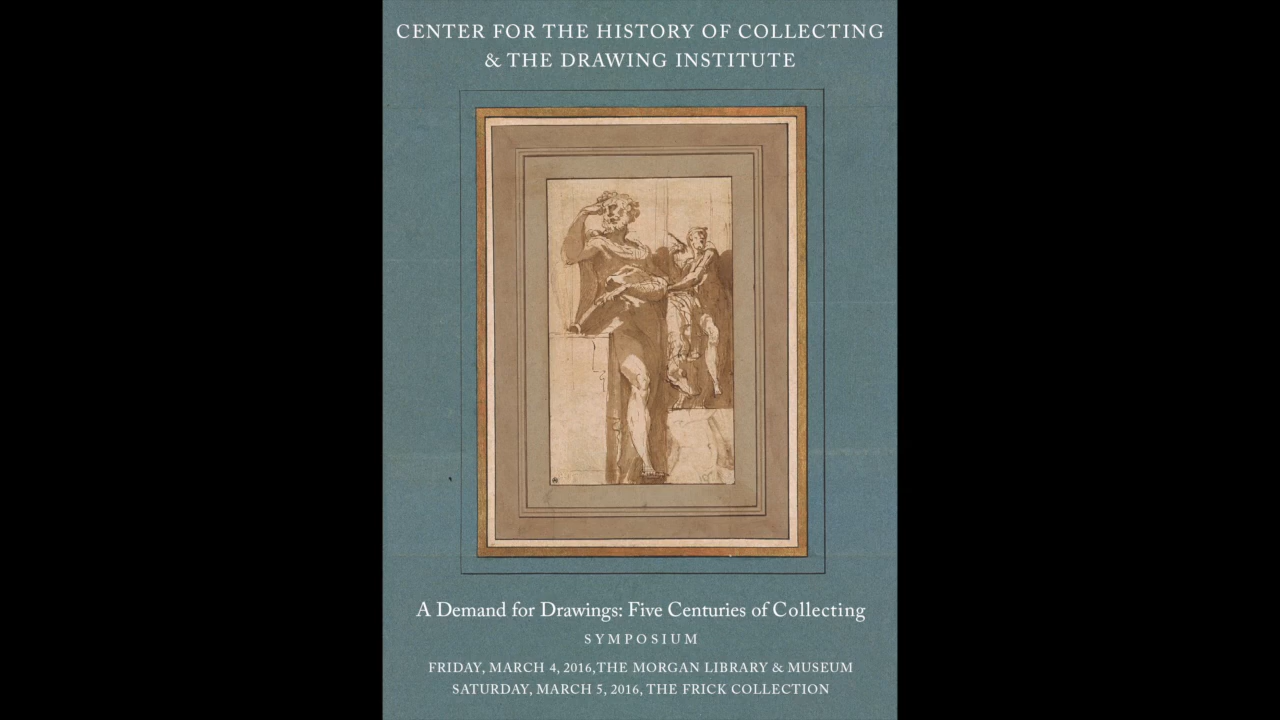 CENTER FOR THE HISTORY OF COLLECTING
& THE DRAWING INSTITUTE
A Demand for Drawings: Five Centuries of Collecting
SYMPOSIUM
FRIDAY, MARCH 4, 2016, THE MORGAN LIBRARY & MUSEUM
SATURDAY, MARCH 5, 2016, THE FRICK COLLECTION